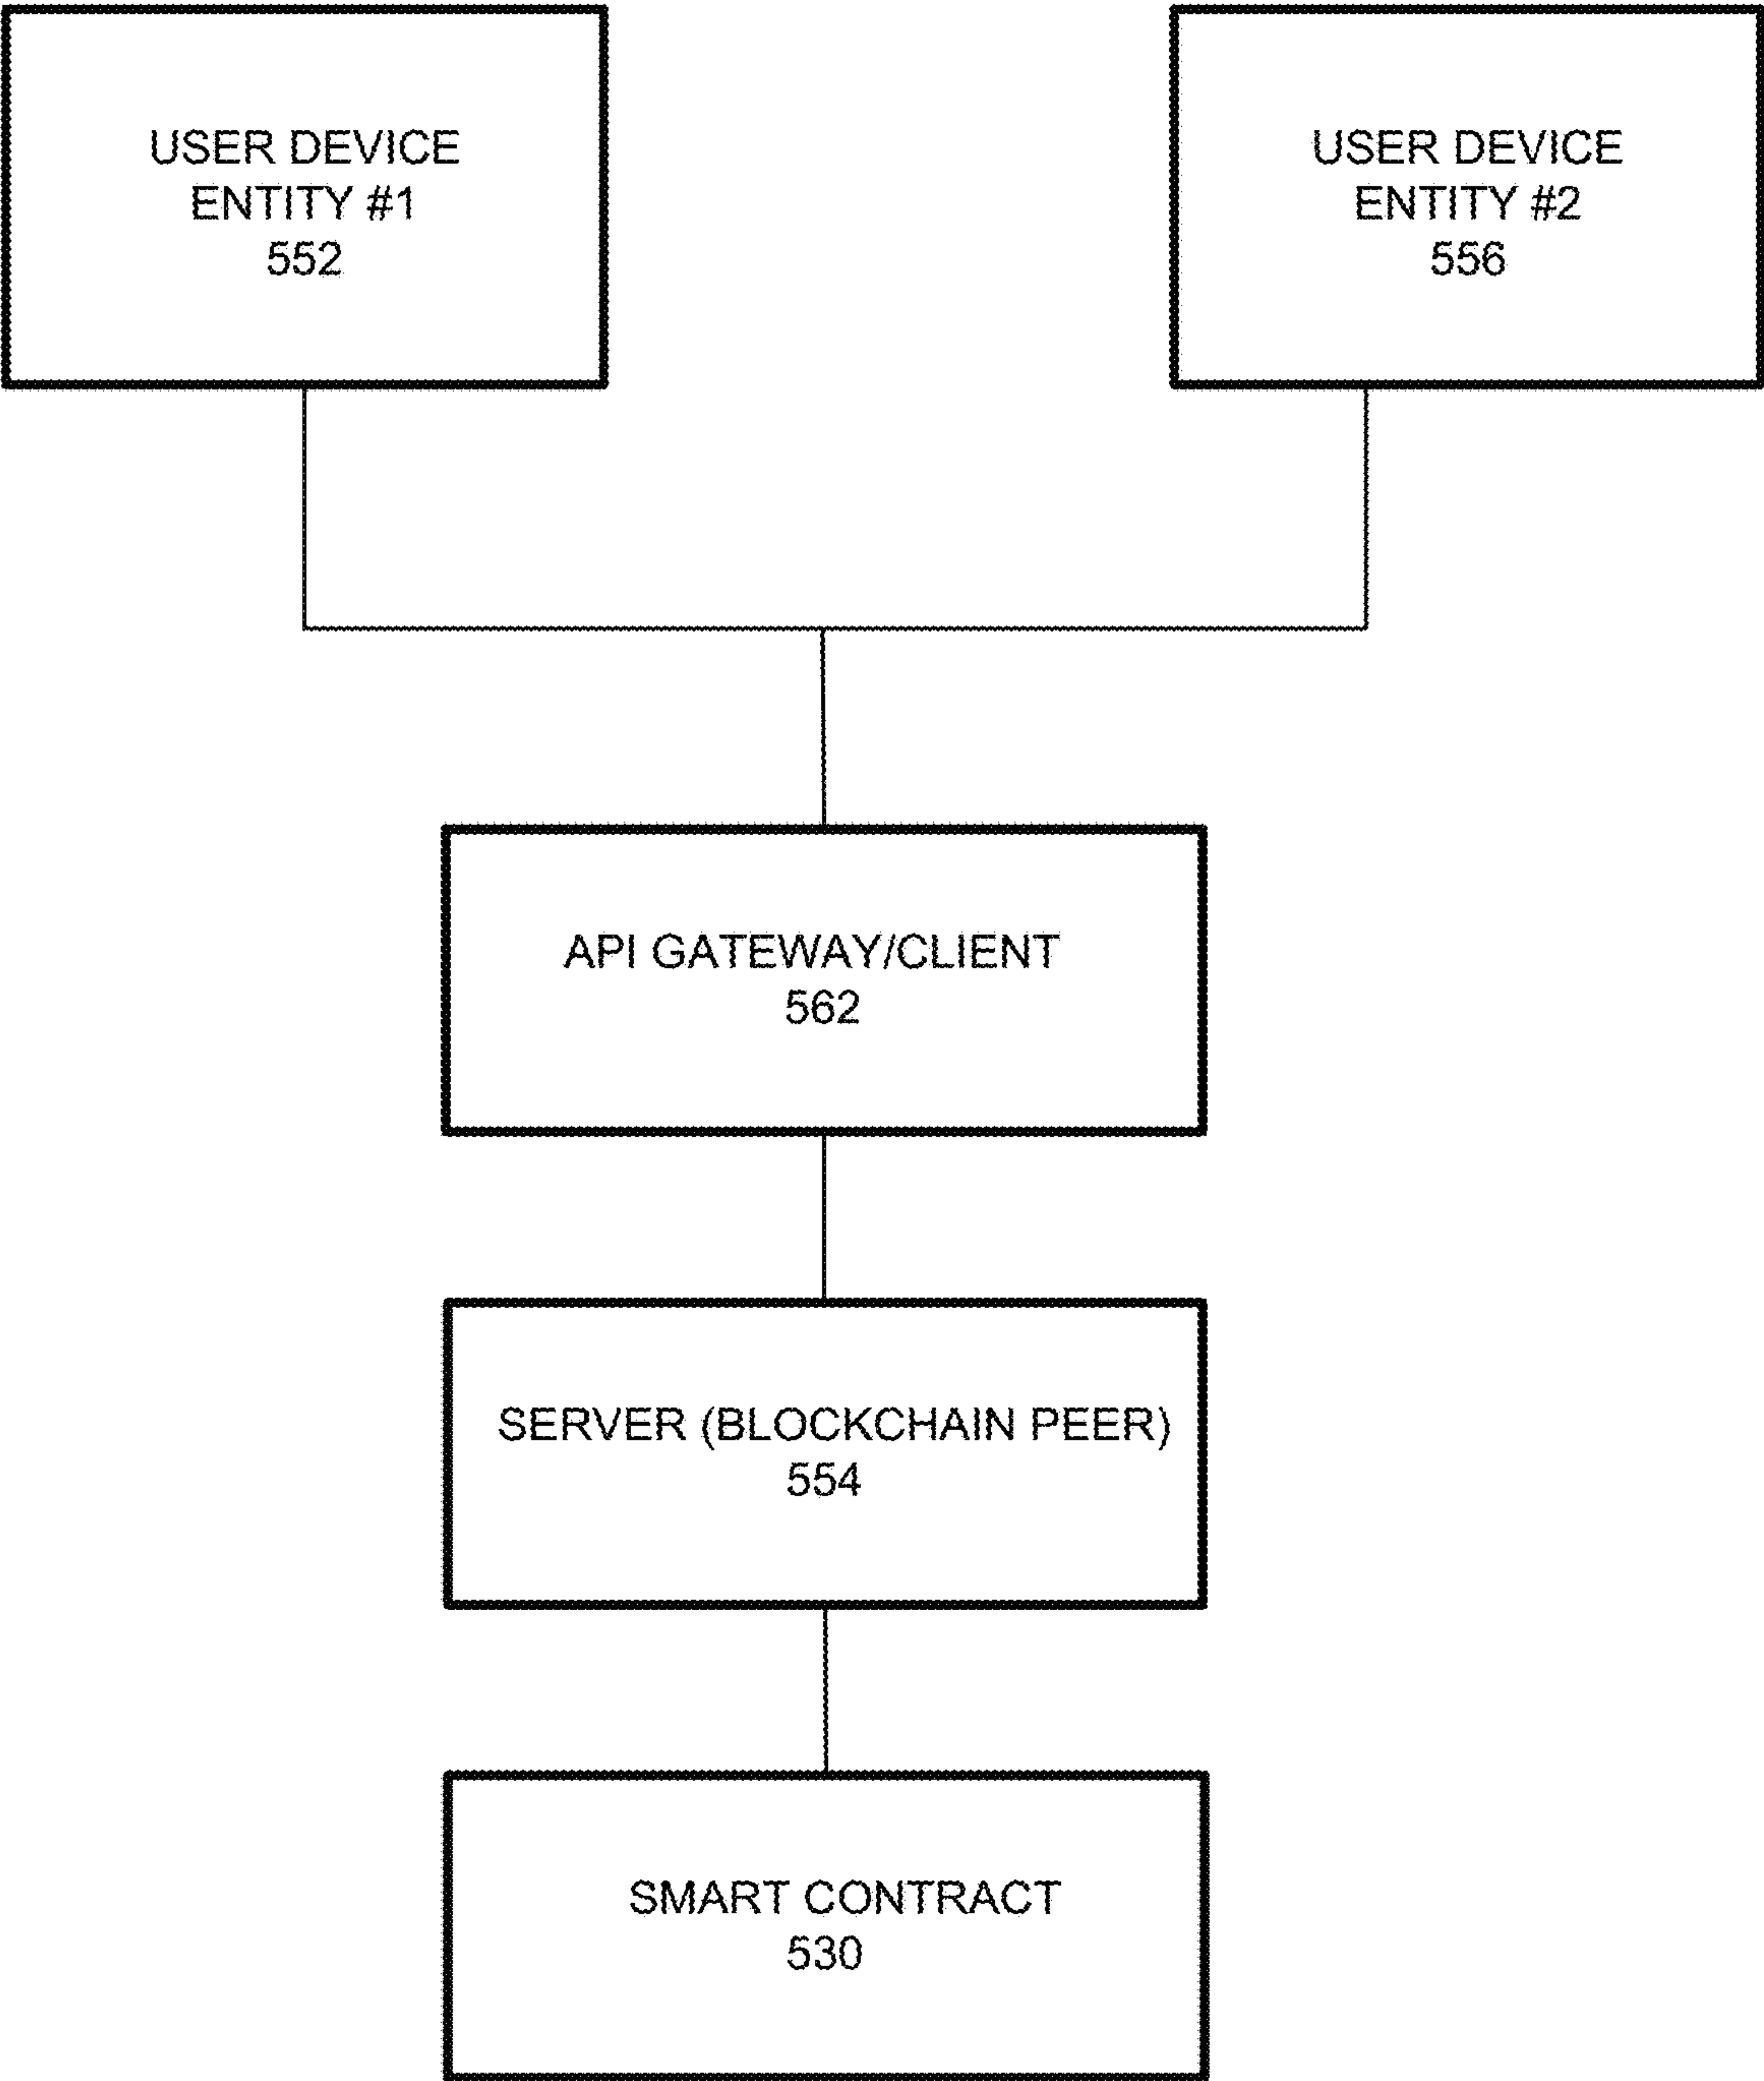 USER DEVICE
ENTITY #1
552
USER DEVICE
ENTITY #2
556
API GATEWAY/CLIENT
562
SERVER (BLOCKCHAIN PEER)
554
SMART CONTRACT
530